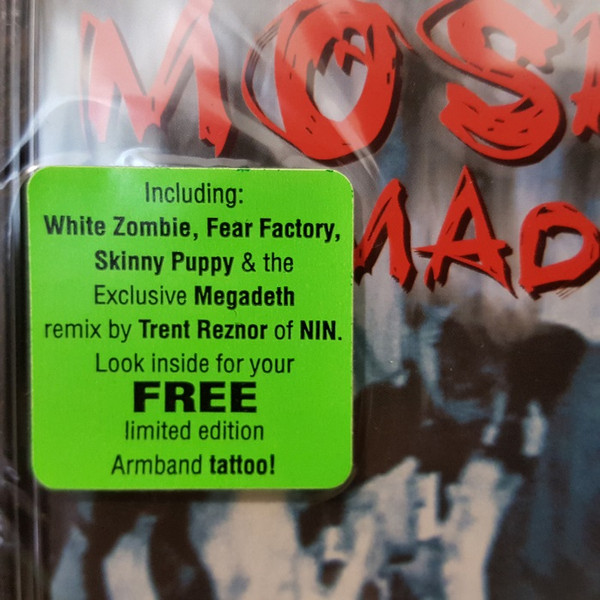 MOS
MAD
Including:
White Zombie, Fear Factory,
Skinny Puppy & the
Exclusive Megadeth
remix by Trent Reznor of NIN.
Look inside for your
FREE
limited edition
Armband tattoo!